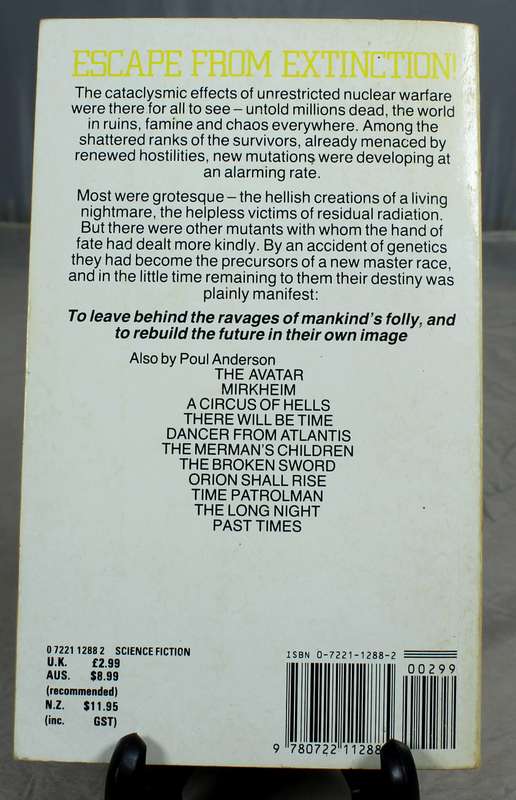 ESCAPE FROM EXTINCTION!
The cataclysmic effects of unrestricted nuclear warfare
were there for all to see – untold millions dead, the world
in ruins, famine and chaos everywhere. Among the
shattered ranks of the survivors, already menaced by
renewed hostilities, new mutations were developing at
an alarming rate.
Most were grotesque – the hellish creations of a living
nightmare, the helpless victims of residual radiation.
But there were other mutants with whom the hand of
fate had dealt more kindly. By an accident of genetics
they had become the precursors of a new master race,
and in the little time remaining to them their destiny was
plainly manifest:
To leave behind the ravages of mankind's folly, and
to rebuild the future in their own image
Also by Poul Anderson
THE AVATAR
MIRKHEIM
A CIRCUS OF HELLS
THERE WILL BE TIME
DANCER FROM ATLANTIS
THE MERMAN'S CHILDREN
THE BROKEN SWORD
ORION SHALL RISE
TIME PATROLMAN
THE LONG NIGHT
PAST TIMES
0 7221 1288 2 SCIENCE FICTION
U.K. £2.99
AUS. $8.99
(recommended)
N.Z. $11.95
(inc. GST)
ISBN 0-7221-1288-2
00299
9 780722 11288